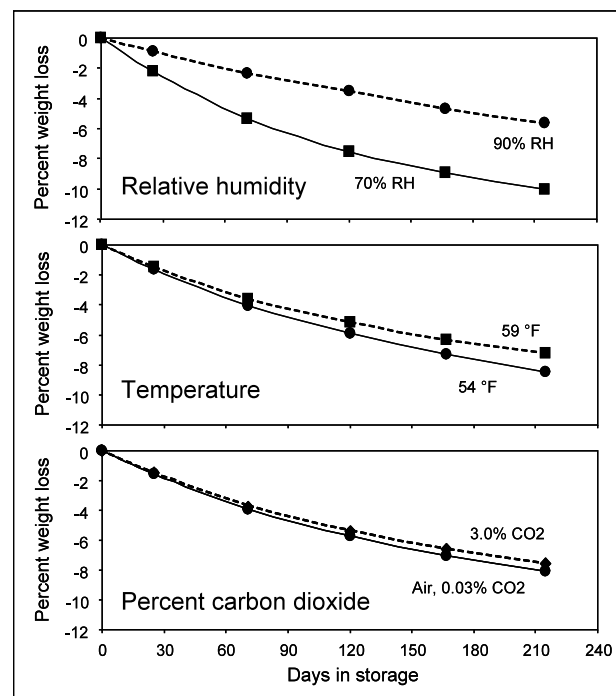 0
-2
-4
-6
-8
-10
-12
Percent weight loss
90% RH
70% RH
Relative humidity
0
-2
-4
-6
-8
-10
-12
Percent weight loss
59 °F
54 °F
Temperature
0
-2
-4
-6
-8
-10
-12
Percent weight loss
3.0% CO2
Air, 0.03% CO2
Percent carbon dioxide
0 30 60 90 120 150 180 210 240
Days in storage